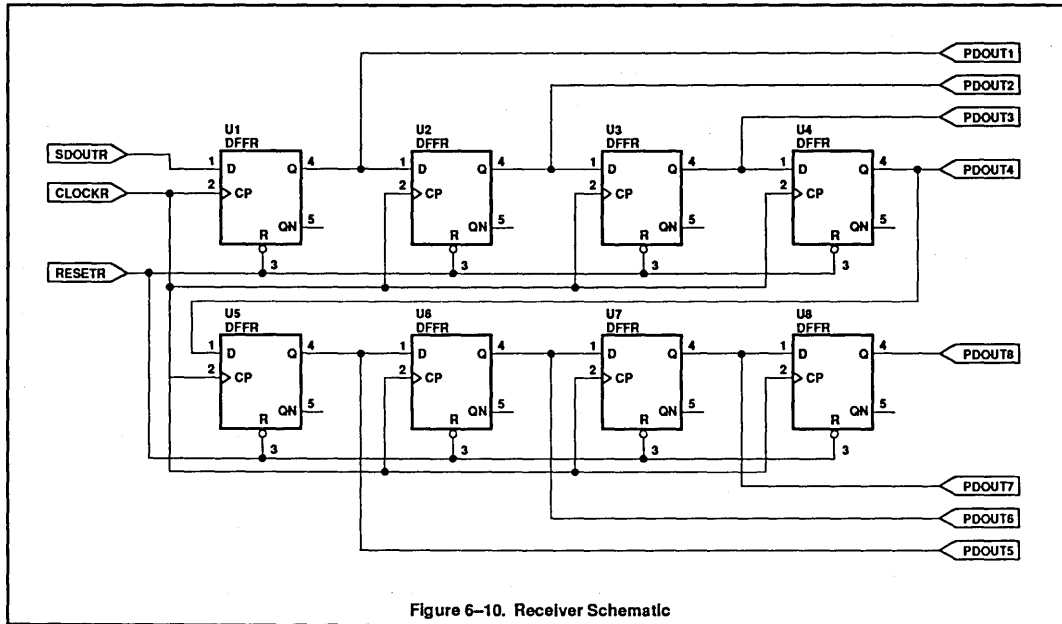 PDOUT1
PDOUT2
PDOUT3
U1 U2 U3 U4
DFFR DFFR DFFR DFFR
SDOUTR 1 D Q 4 1 D Q 4 1 D Q 4 1 D Q 4 PDOUT4
CLOCKR 2 CP 2 CP 2 CP 2 CP
QN 5 QN 5 QN 5 QN 5
R R R R
RESETR 3 3 3 3
U5 U6 U7 U8
DFFR DFFR DFFR DFFR
1 D Q 4 1 D Q 4 1 D Q 4 1 D Q 4 PDOUT8
2 CP 2 CP 2 CP 2 CP
QN 5 QN 5 QN 5 QN 5
R R R R
3 3 3 3
PDOUT7
PDOUT6
PDOUT5
Figure 6–10. Receiver Schematic